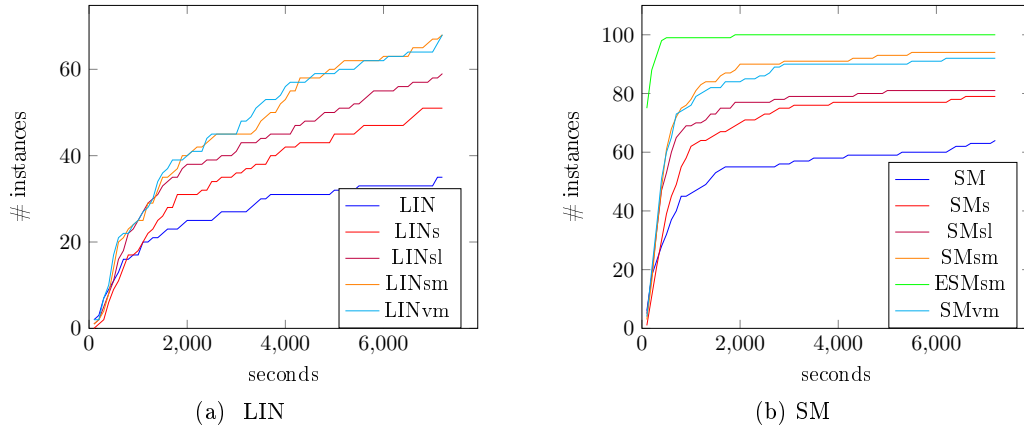 # instances
60
40
20
0
0 2,000 4,000 6,000
seconds
LIN
LINs
LINsl
LINsm
LINvm
(a) LIN
# instances
100
80
60
40
20
0
0 2,000 4,000 6,000
seconds
SM
SMs
SMsl
SMsm
ESMsm
SMvm
(b) SM